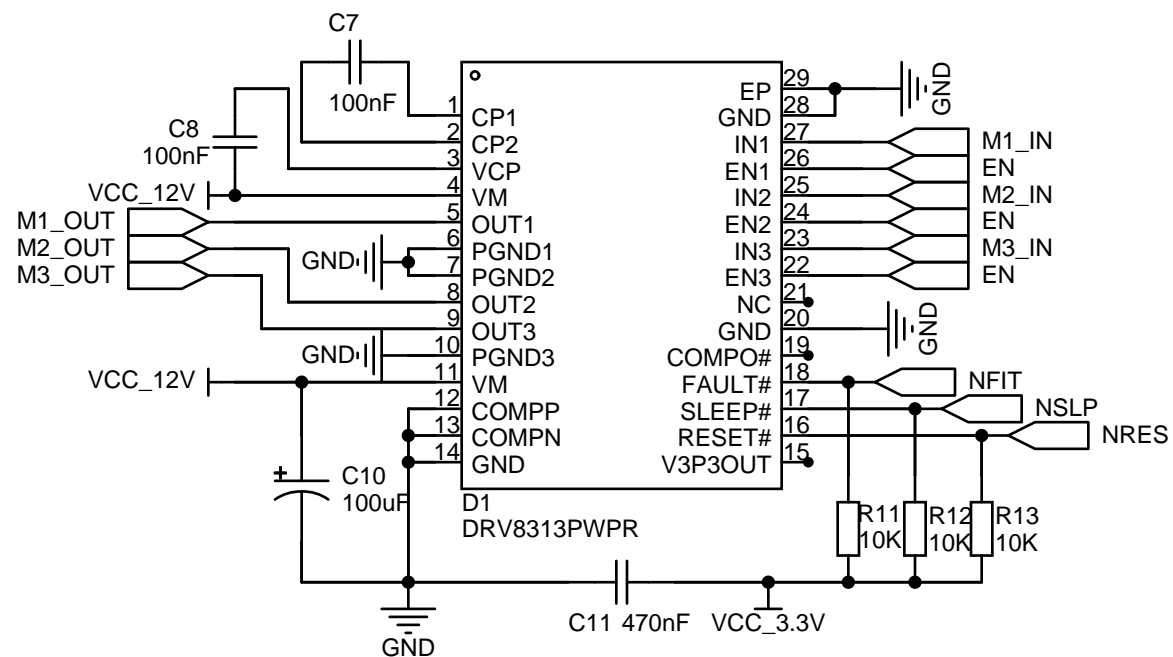 C7
100nF
C8
100nF
VCC_12V
M1_OUT
M2_OUT
M3_OUT
GND
GND
VCC_12V
+
C10
100uF
1 CP1
2 CP2
3 VCP
4 VM
5 OUT1
6 PGND1
7 PGND2
8 OUT2
9 OUT3
10 PGND3
11 VM
12 COMPP
13 COMPN
14 GND
EP 29
GND 28
IN1 27
EN1 26
IN2 25
EN2 24
IN3 23
EN3 22
NC 21
GND 20
COMPO# 19
FAULT# 18
SLEEP# 17
RESET# 16
V3P3OUT 15
D1
DRV8313PWPR
GND
M1_IN
EN
M2_IN
EN
M3_IN
EN
GND
NFIT
NSLP
NRES
R11
10K
R12
10K
R13
10K
GND
C11 470nF
VCC_3.3V